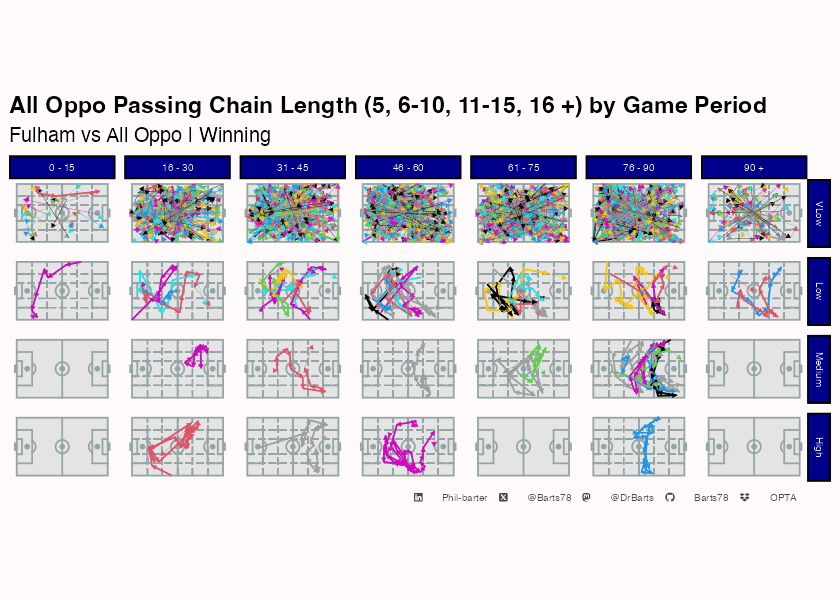 All Oppo Passing Chain Length (5, 6-10, 11-15, 16 +) by Game Period
Fulham vs All Oppo | Winning
0 - 15 16 - 30 31 - 45 46 - 60 61 - 75 76 - 90 90 +
VLow
Low
Medium
High
Phil-barter @Barts78 @DrBarts Barts78 OPTA